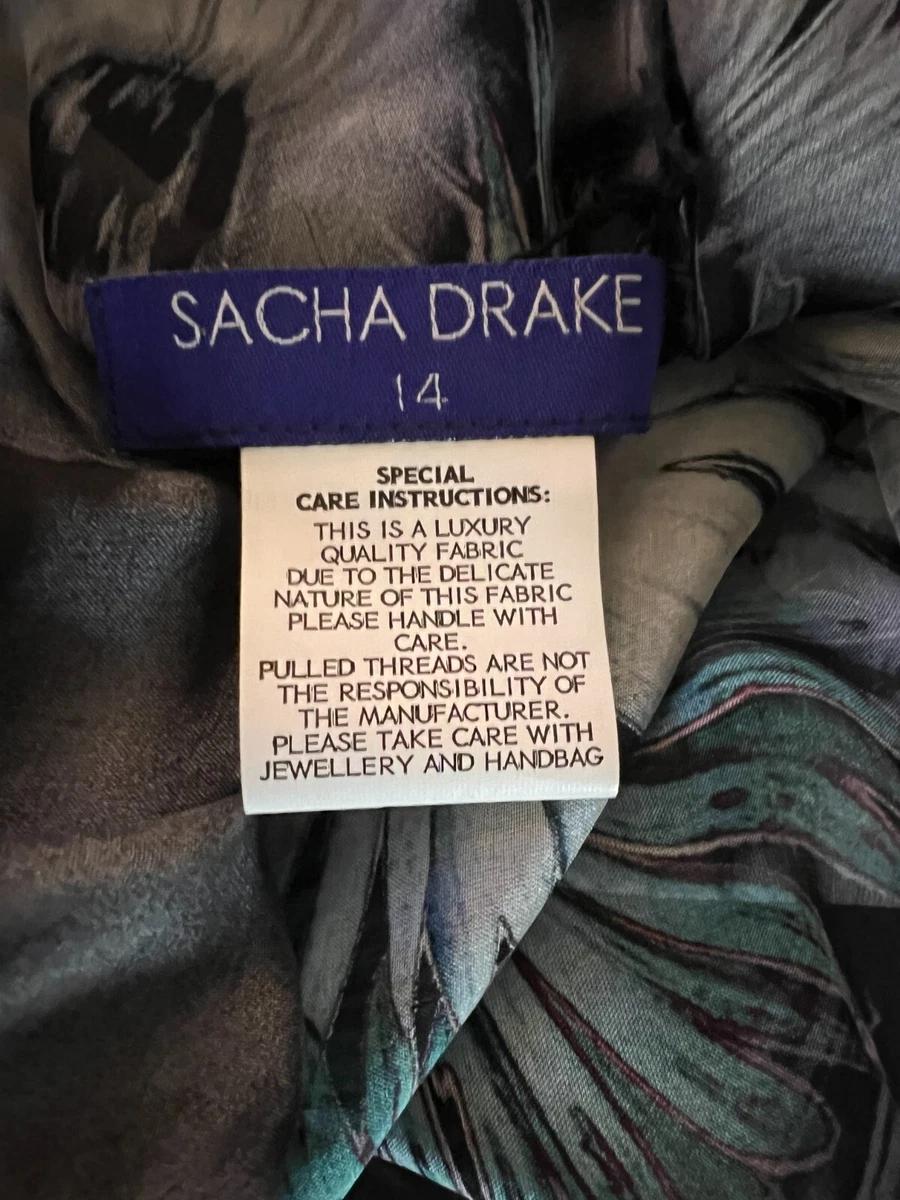 SACHA DRAKE
14
SPECIAL
CARE INSTRUCTIONS:
THIS IS A LUXURY
QUALITY FABRIC
DUE TO THE DELICATE
NATURE OF THIS FABRIC
PLEASE HANDLE WITH
CARE.
PULLED THREADS ARE NOT
THE RESPONSIBILITY OF
THE MANUFACTURER.
PLEASE TAKE CARE WITH
JEWELLERY AND HANDBAG